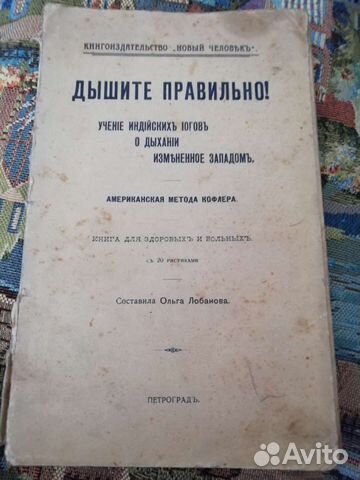 КНИГОИЗДАТЕЛЬСТВО „НОВЫЙ ЧЕЛОВѢКЪ".
ДЫШИТЕ ПРАВИЛЬНО!
УЧЕНІЕ ИНДІЙСКИХЪ ІОГОВЪ
О ДЫХАНІИ
ИЗМѢНЕННОЕ ЗАПАДОМЪ.
АМЕРИКАНСКАЯ МЕТОДА КОФЛЕРА.
КНИГА ДЛЯ ЗДОРОВЫХЪ И БОЛЬНЫХЪ
съ 20 рисунками
Составила Ольга Лобанова.
ПЕТРОГРАДЪ.
Avito